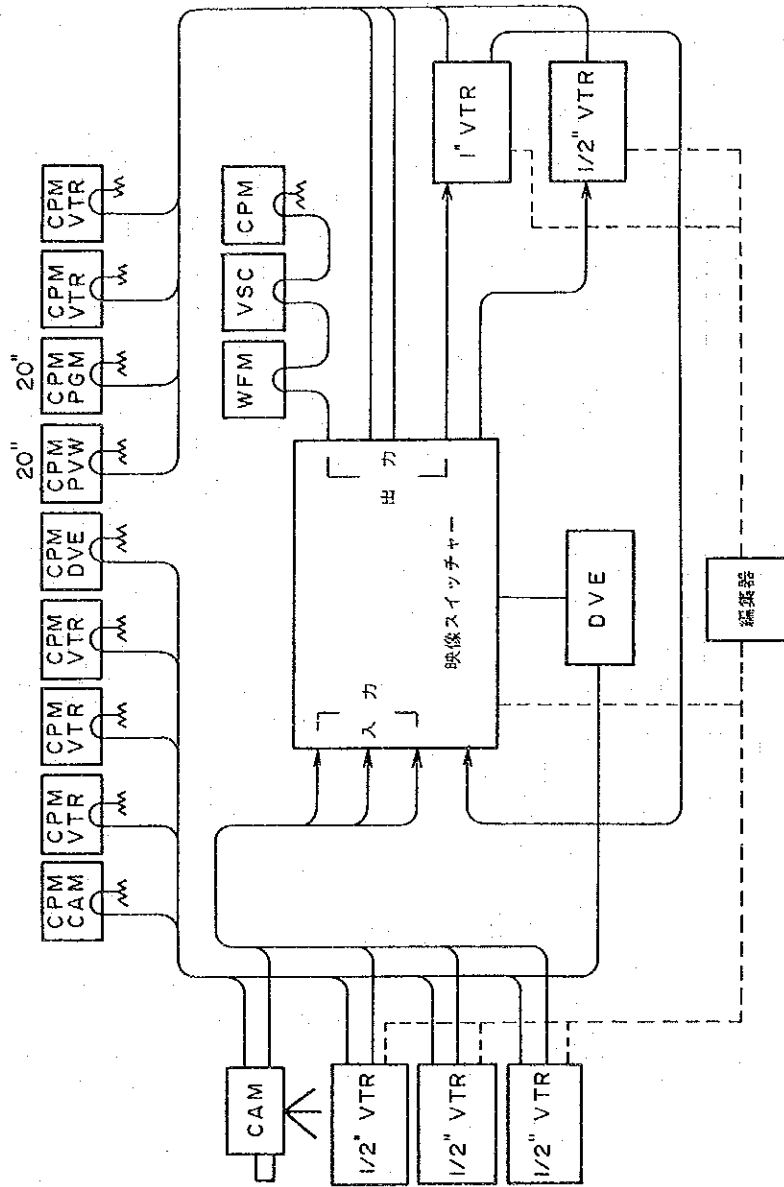 CPM
CAM
CPM
VTR
CPM
VTR
CPM
VTR
CPM
DVE
20"
CPM
PVW
20"
CPM
PGM
CPM
VTR
CPM
VTR
WFM
VSC
CPM
CAM
1/2" VTR
1/2" VTR
1/2" VTR
入力
映像スイッチャー
出力
DVE
1" VTR
1/2" VTR
編集器